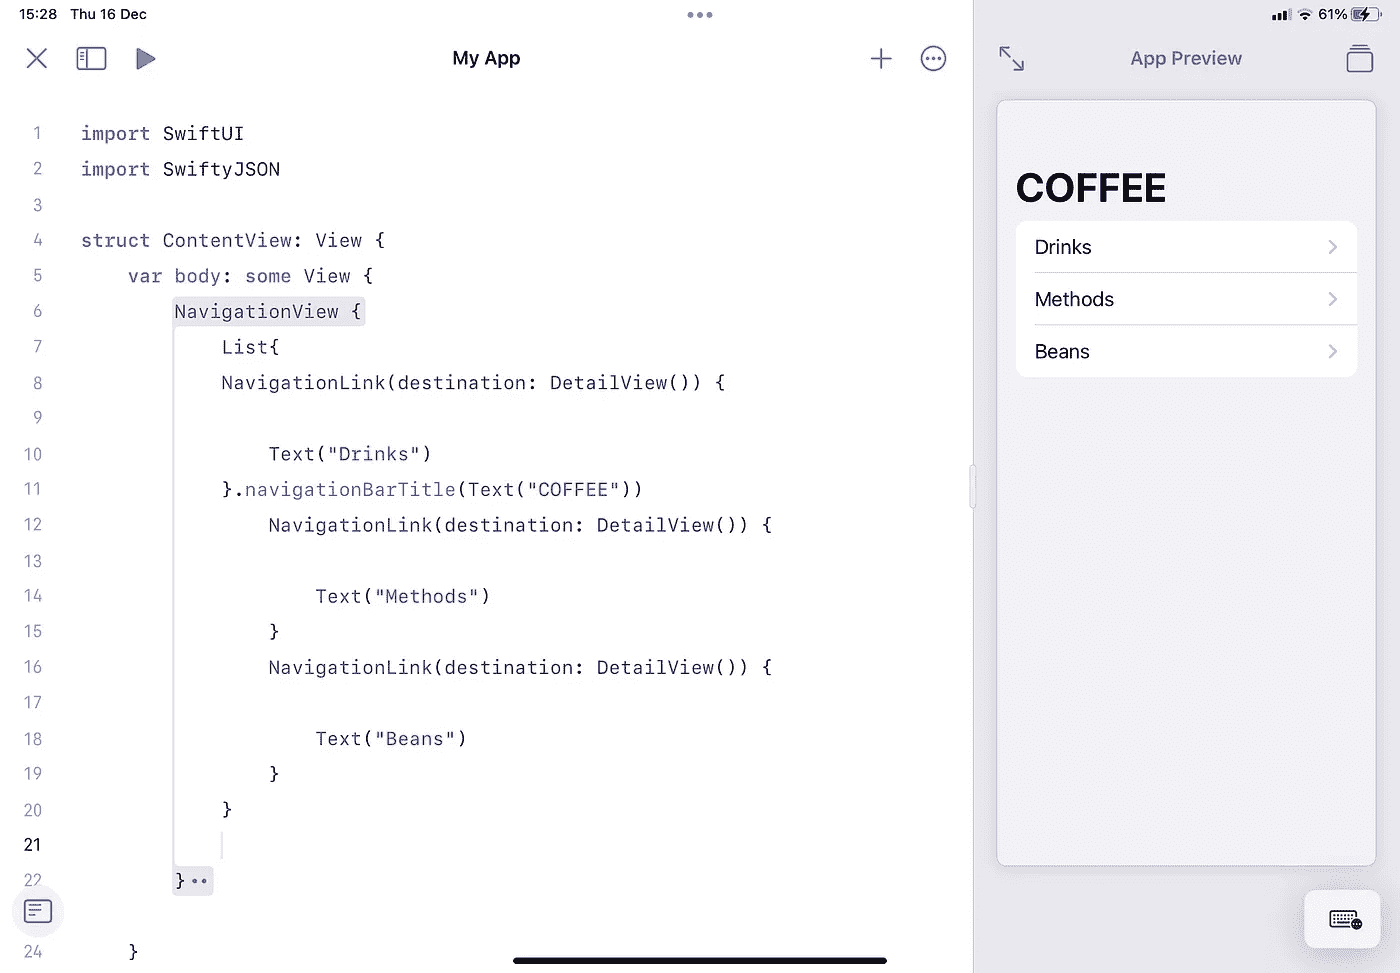 15:28 Thu 16 Dec
61%
My App
App Preview
1 import SwiftUI
2 import SwiftyJSON
3
4 struct ContentView: View {
5 var body: some View {
6 NavigationView {
7 List{
8 NavigationLink(destination: DetailView()) {
9
10 Text("Drinks")
11 }.navigationBarTitle(Text("COFFEE"))
12 NavigationLink(destination: DetailView()) {
13
14 Text("Methods")
15 }
16 NavigationLink(destination: DetailView()) {
17
18 Text("Beans")
19 }
20 }
21
22 }
24 }
COFFEE
Drinks
Methods
Beans